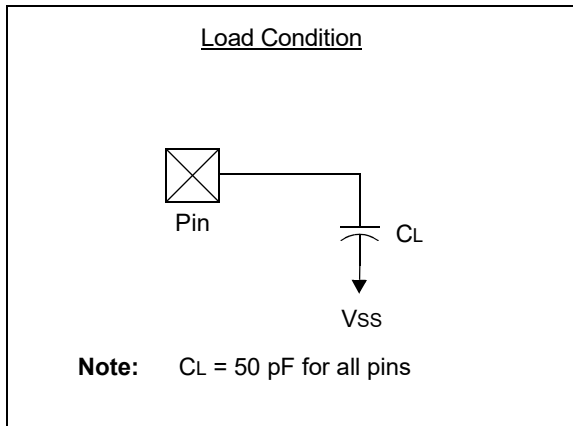 Load Condition
Pin
CL
VSS
Note: CL = 50 pF for all pins